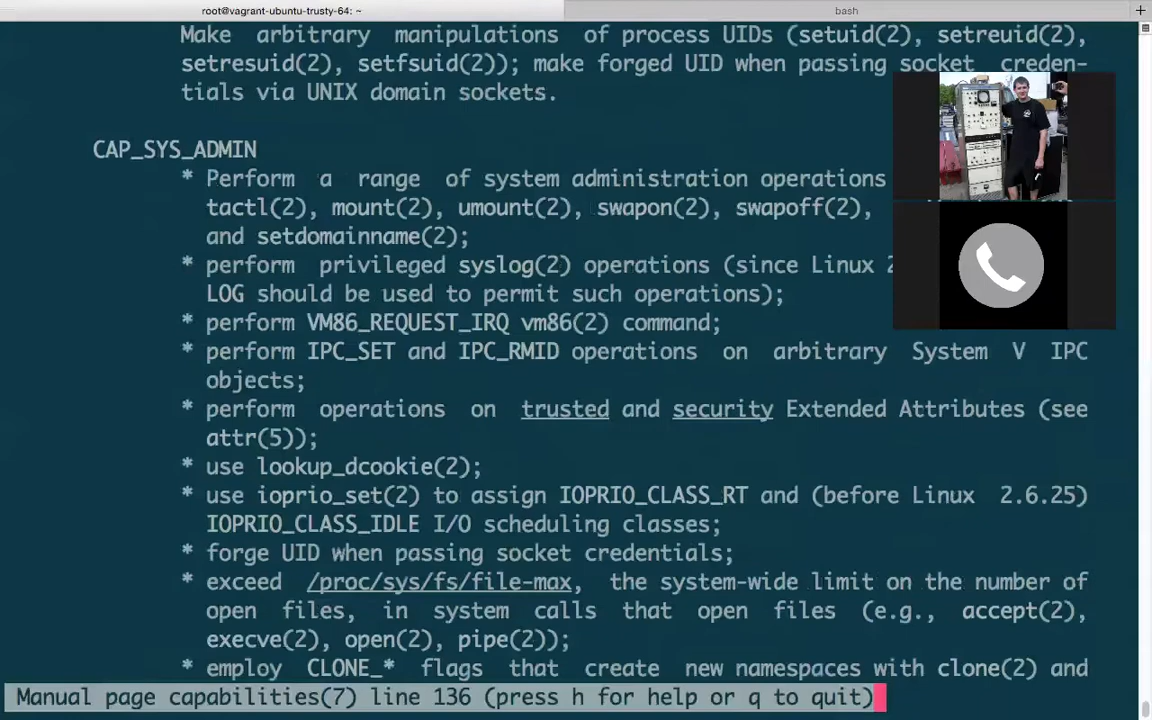 root@vagrant-ubuntu-trusty-64: ~
bash
Make arbitrary manipulations of process UIDs (setuid(2), setreuid(2),
setresuid(2), setfsuid(2)); make forged UID when passing socket creden-
tials via UNIX domain sockets.
CAP_SYS_ADMIN
* Perform a range of system administration operations
tactl(2), mount(2), umount(2), swapon(2), swapoff(2),
and setdomainname(2);
* perform privileged syslog(2) operations (since Linux
LOG should be used to permit such operations);
* perform VM86_REQUEST_IRQ vm86(2) command;
* perform IPC_SET and IPC_RMID operations on arbitrary System V IPC
objects;
* perform operations on trusted and security Extended Attributes (see
attr(5));
* use lookup_dcookie(2);
* use ioprio_set(2) to assign IOPRIO_CLASS_RT and (before Linux 2.6.25)
IOPRIO_CLASS_IDLE I/O scheduling classes;
* forge UID when passing socket credentials;
* exceed /proc/sys/fs/file-max, the system-wide limit on the number of
open files, in system calls that open files (e.g., accept(2),
execve(2), open(2), pipe(2));
* employ CLONE_* flags that create new namespaces with clone(2) and
Manual page capabilities(7) line 136 (press h for help or q to quit)